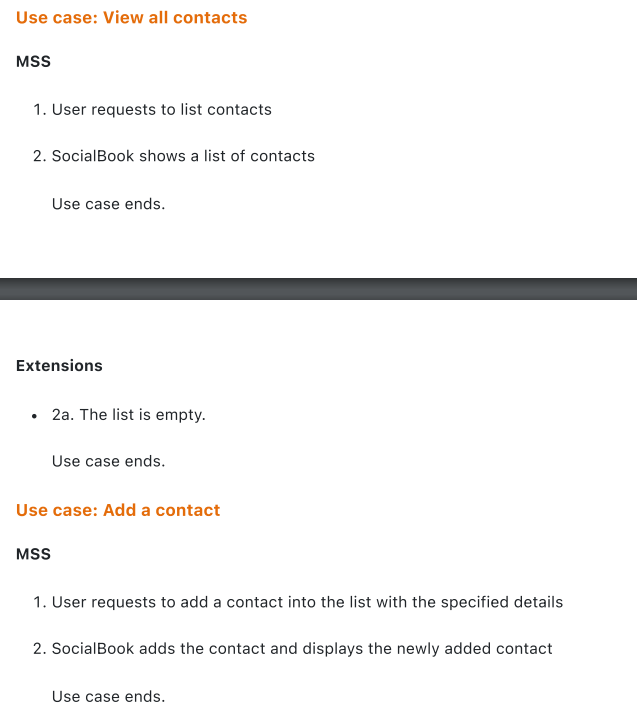 Use case: View all contacts
MSS
1. User requests to list contacts
2. SocialBook shows a list of contacts
Use case ends.
Extensions
• 2a. The list is empty.
Use case ends.
Use case: Add a contact
MSS
1. User requests to add a contact into the list with the specified details
2. SocialBook adds the contact and displays the newly added contact
Use case ends.